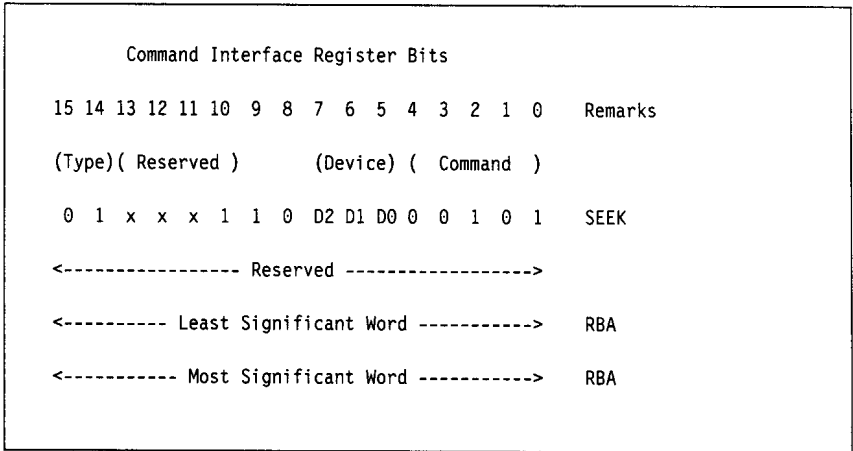 Command Interface Register Bits
15 14 13 12 11 10 9 8 7 6 5 4 3 2 1 0 Remarks
(Type)( Reserved ) (Device) ( Command )
0 1 x x x 1 1 0 D2 D1 D0 0 0 1 0 1 SEEK
<----------------- Reserved ------------------>
<---------- Least Significant Word -----------> RBA
<----------- Most Significant Word -----------> RBA